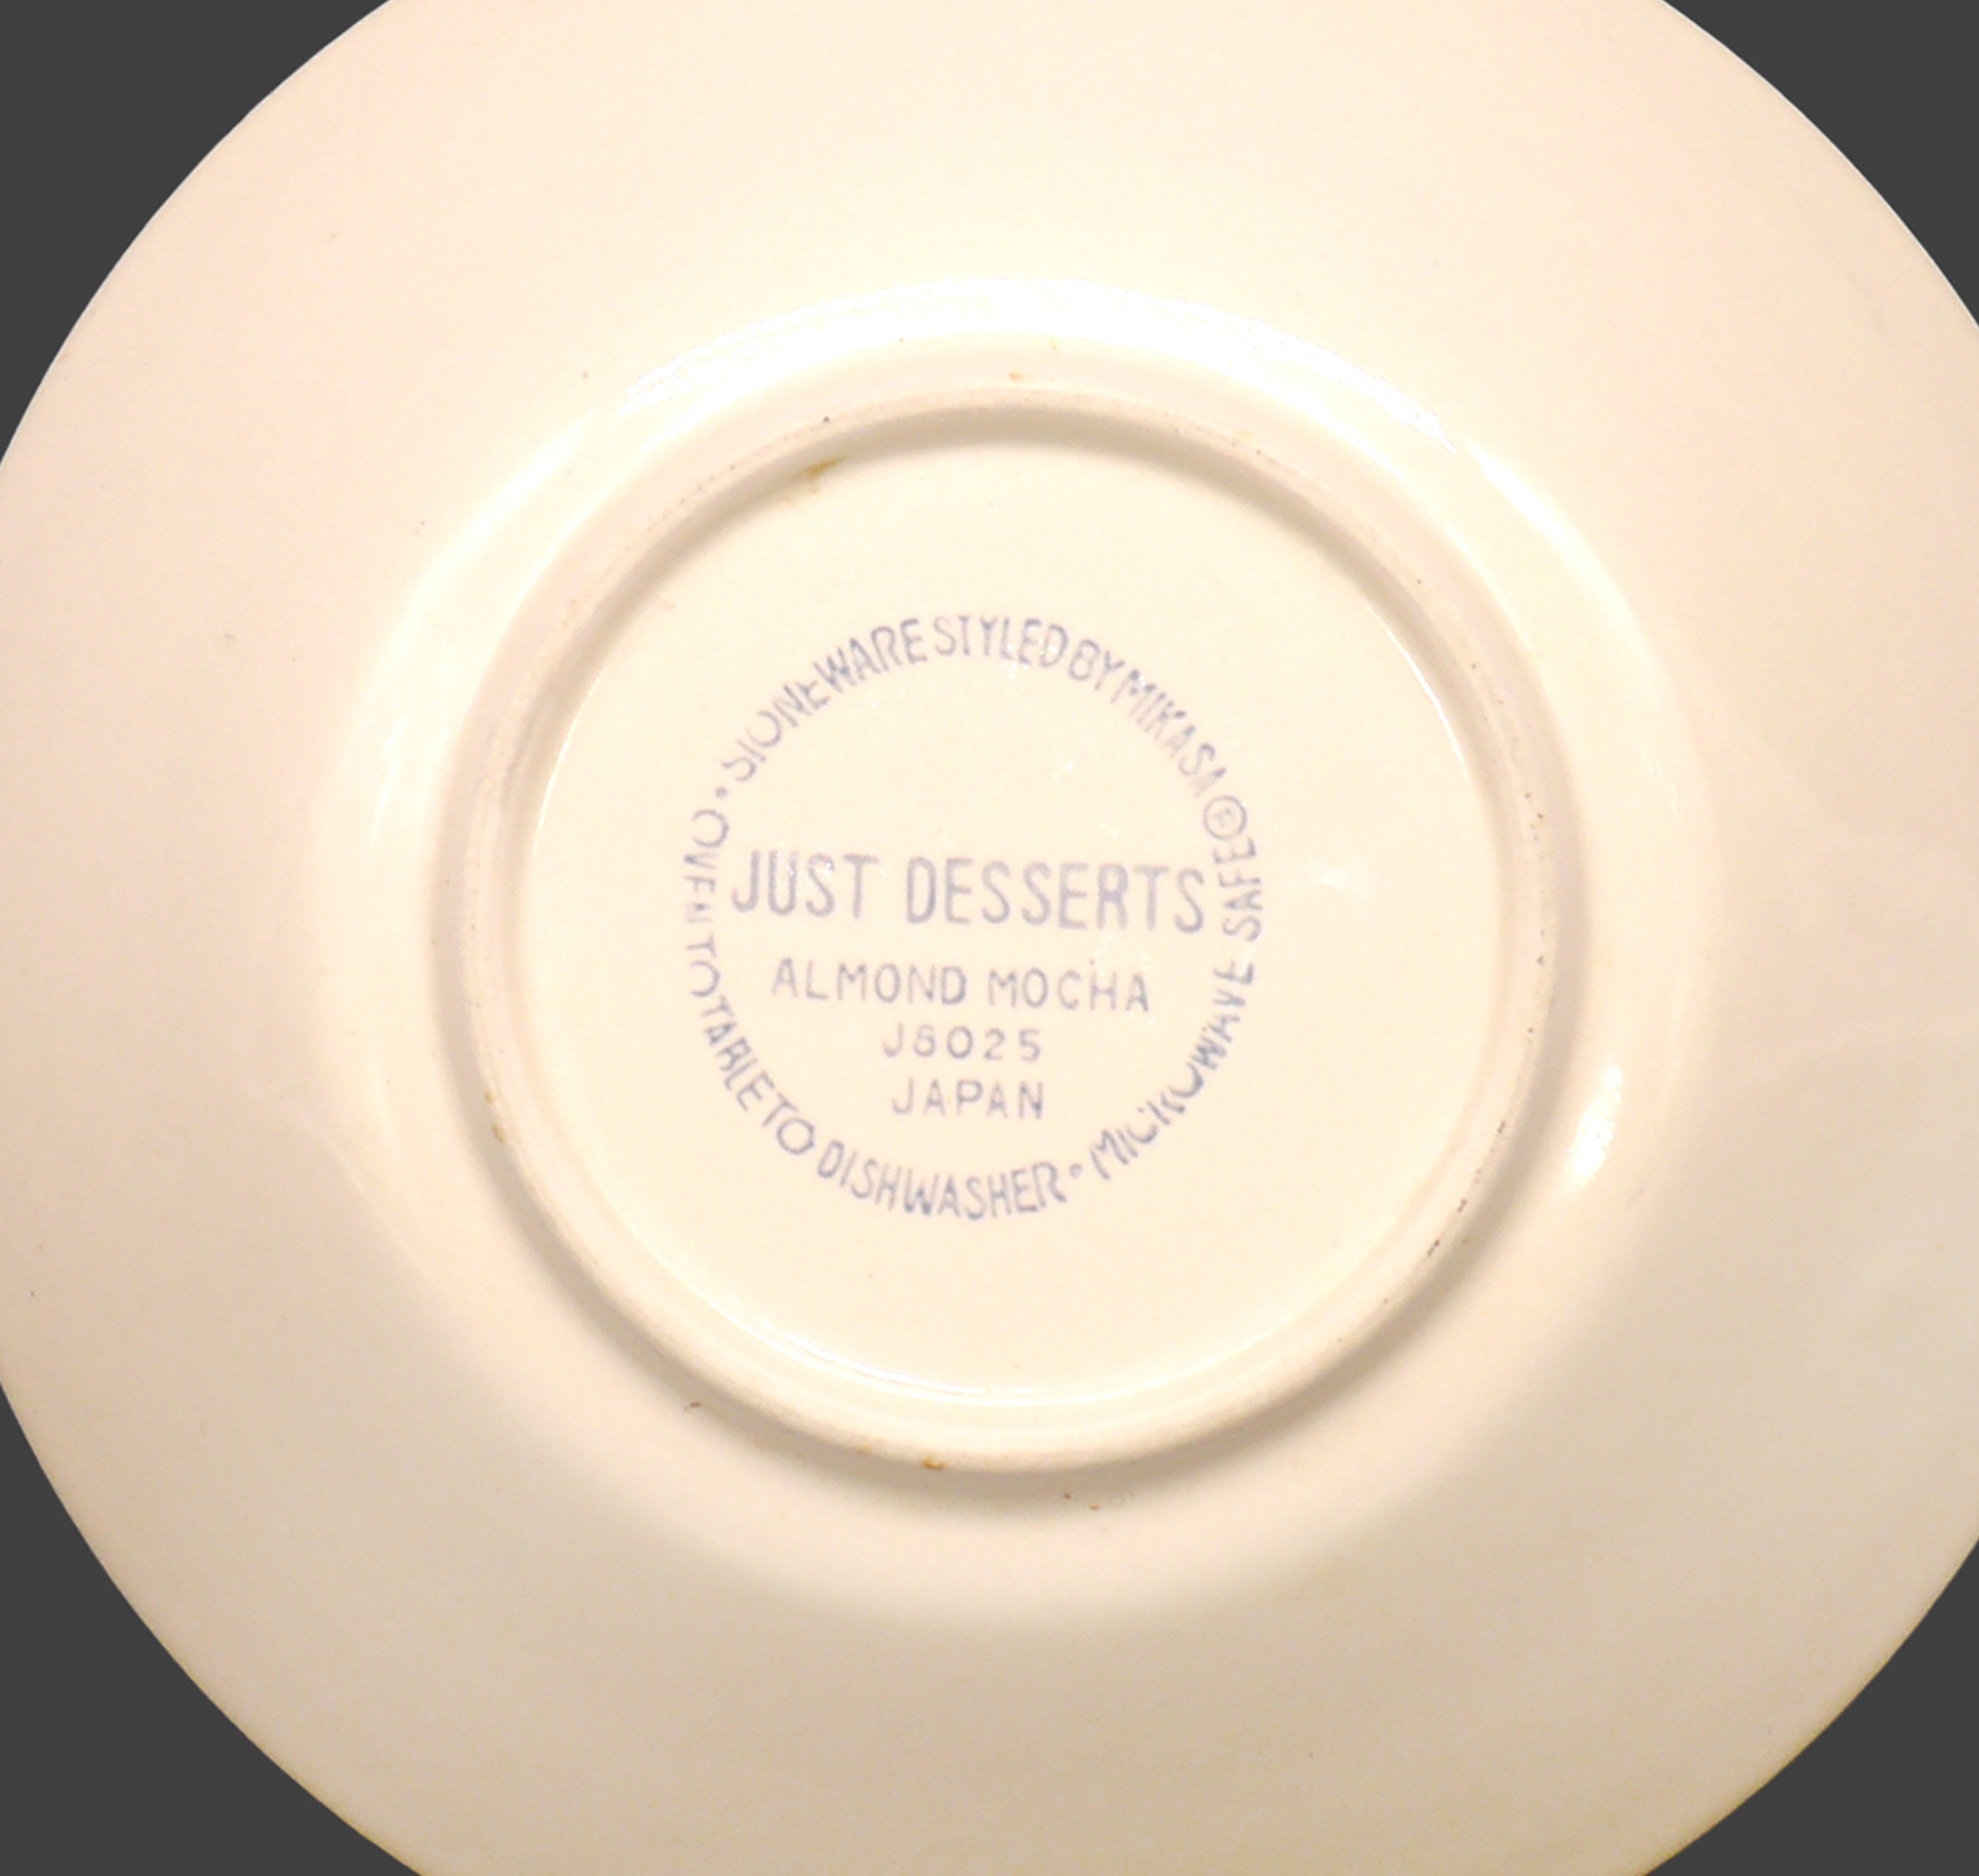 • STONEWARE STYLED BY MIKASA ®
OVEN TO TABLE TO DISHWASHER • MICROWAVE SAFE
JUST DESSERTS
ALMOND MOCHA
J8025
JAPAN